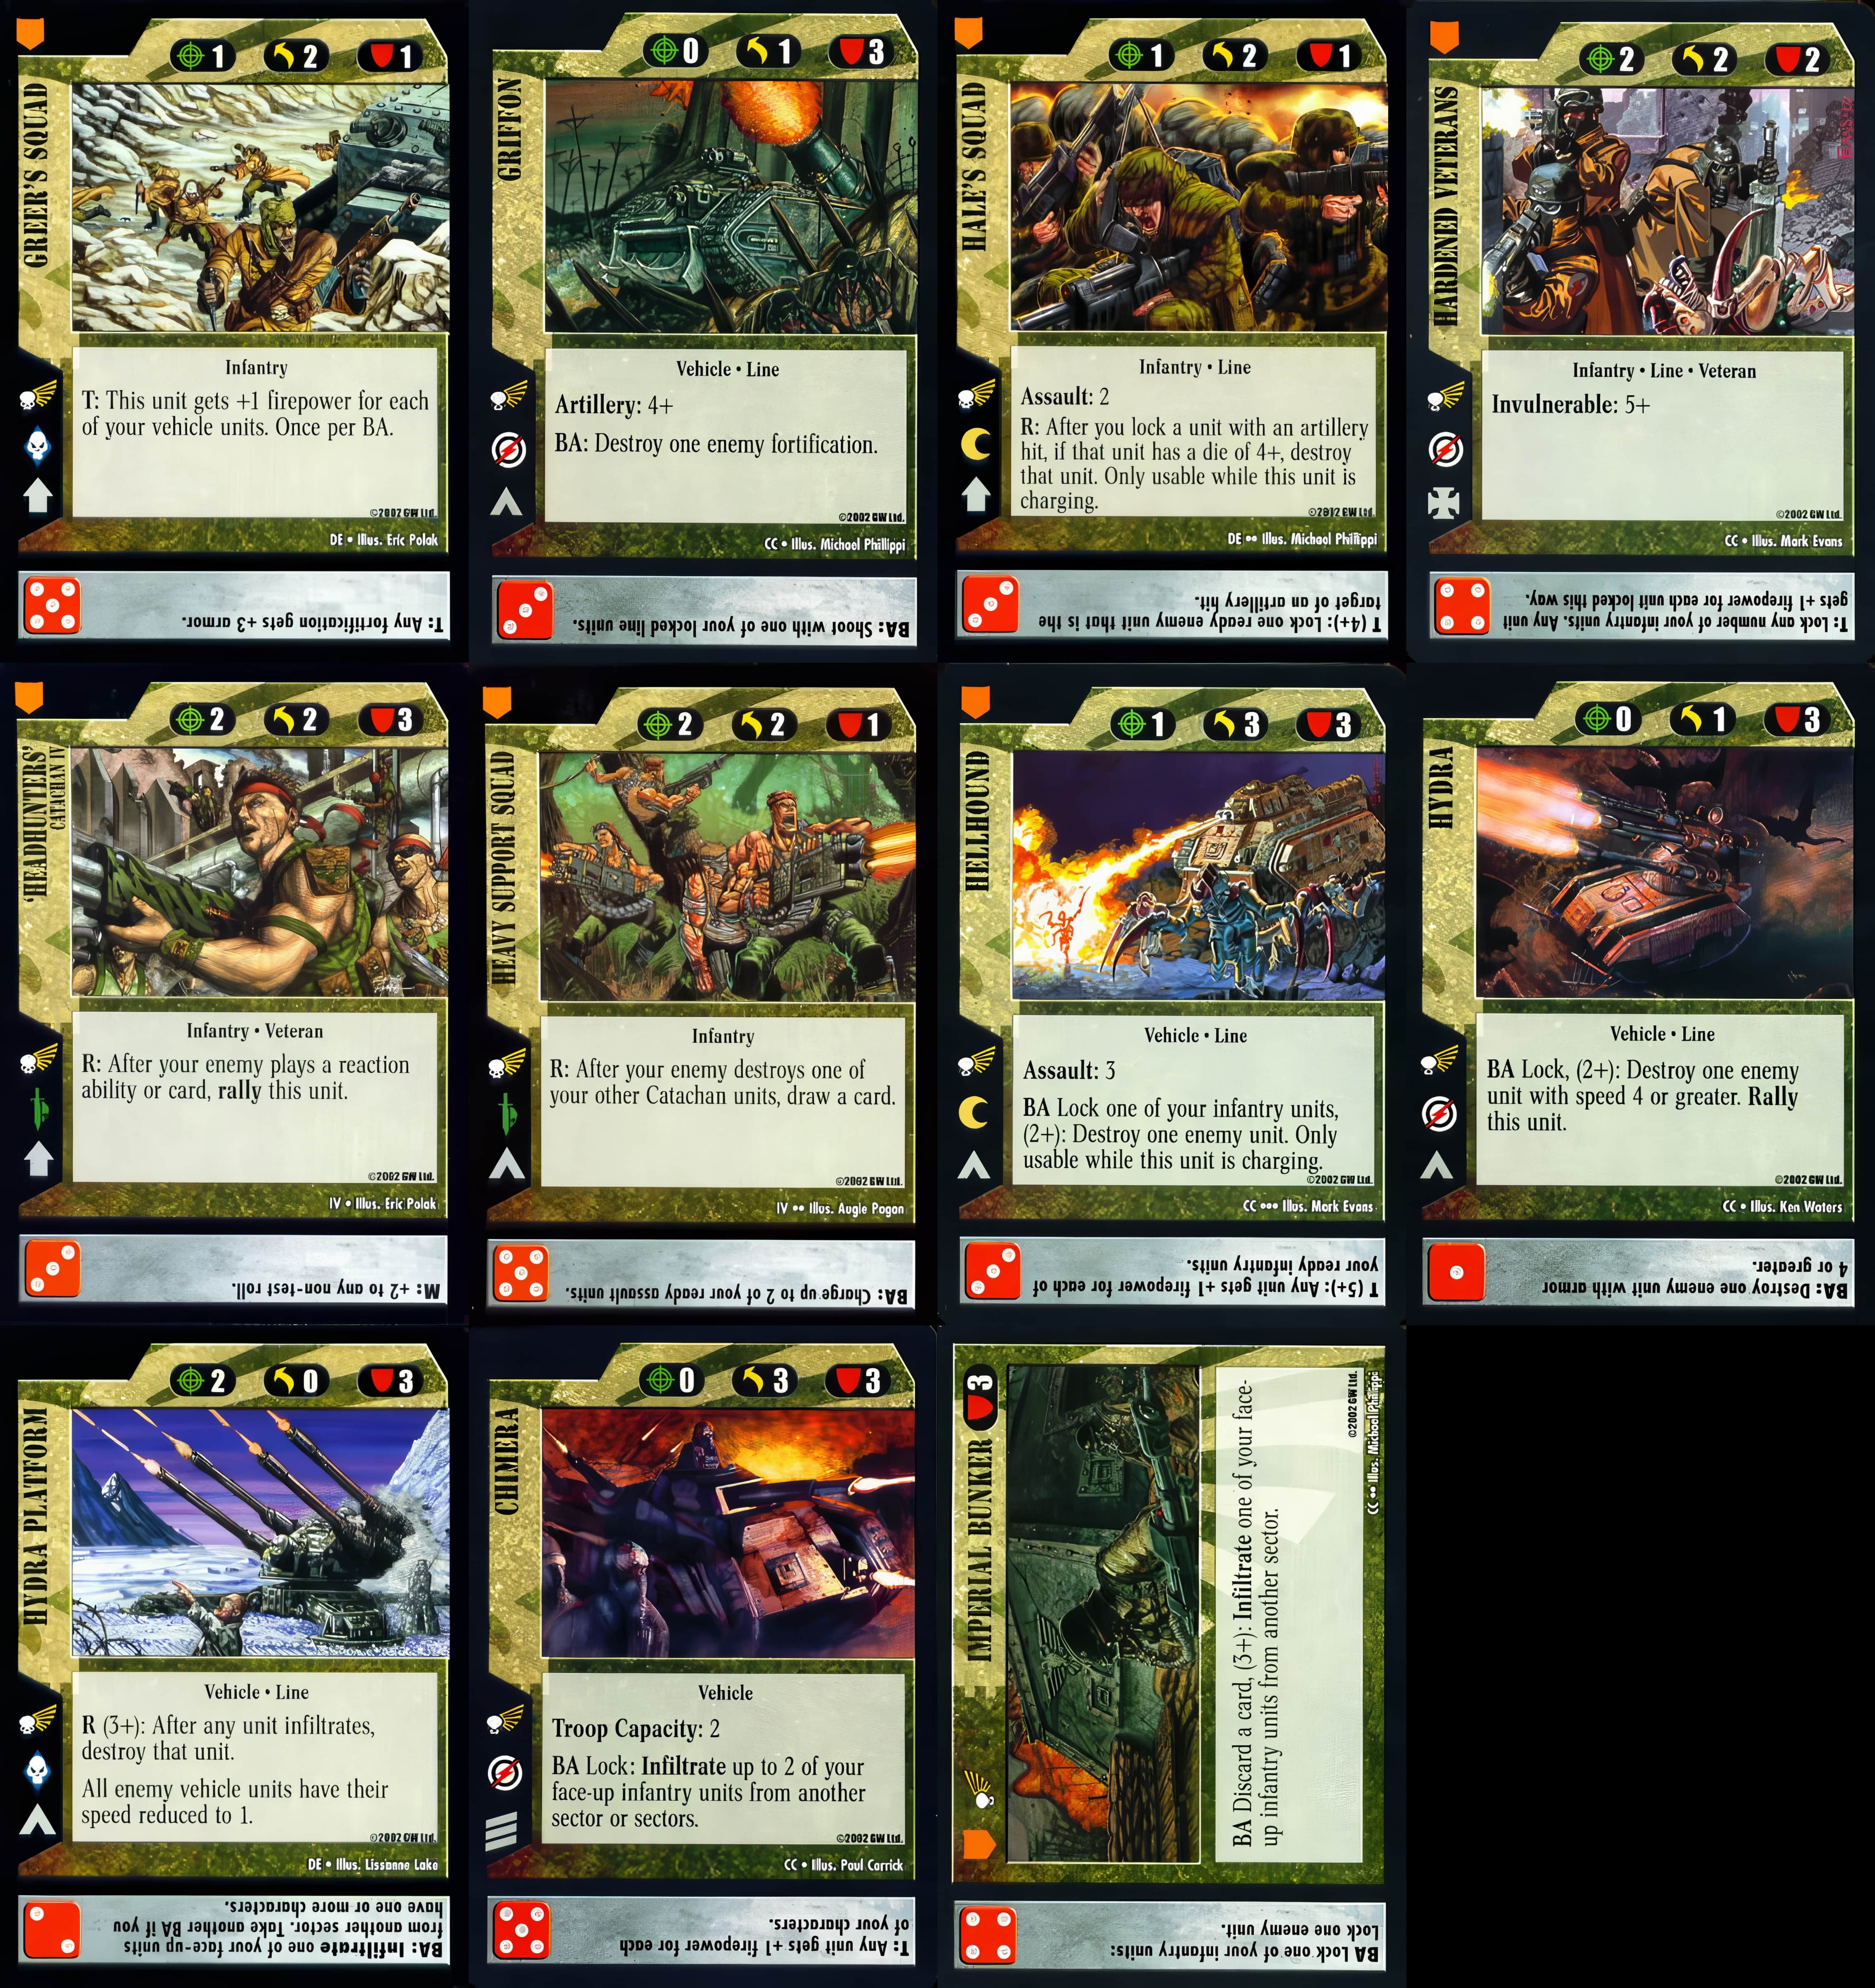 GREER'S SQUAD
1
2
1
Infantry
T: This unit gets +1 firepower for each
of your vehicle units. Once per BA.
©2002 GW Ltd.
DE • Illus. Eric Polak
T: Any fortification gets +3 armor.
GRIFFON
0
1
3
Vehicle • Line
Artillery: 4+
BA: Destroy one enemy fortification.
©2002 GW Ltd.
CC • Illus. Michael Phillippi
BA: Shoot with one of your locked line units.
HALE'S SQUAD
1
2
1
Infantry • Line
Assault: 2
R: After you lock a unit with an artillery
hit, if that unit has a die of 4+, destroy
that unit. Only usable while this unit is
charging.
©2002 GW Ltd.
DE •• Illus. Michael Phillippi
T (4+): Lock one ready enemy unit that is the
target of an artillery hit.
HARDENED VETERANS
2
2
2
Infantry • Line • Veteran
Invulnerable: 5+
©2002 GW Ltd.
CC • Illus. Mark Evans
T: Lock any number of your infantry units. Any unit
gets +1 firepower for each unit locked this way.
'HEADHUNTERS'
CATACHAN IV
2
2
3
Infantry • Veteran
R: After your enemy plays a reaction
ability or card, rally this unit.
©2002 GW Ltd.
IV • Illus. Eric Polak
M: +2 to any non-test roll.
HEAVY SUPPORT SQUAD
2
2
1
Infantry
R: After your enemy destroys one of
your other Catachan units, draw a card.
©2002 GW Ltd.
IV •• Illus. Augie Pagan
BA: Charge up to 2 of your ready assault units.
HELLHOUND
1
3
3
Vehicle • Line
Assault: 3
BA Lock one of your infantry units,
(2+): Destroy one enemy unit. Only
usable while this unit is charging.
©2002 GW Ltd.
CC ••• Illus. Mark Evans
T (5+): Any unit gets +1 firepower for each of
your ready infantry units.
HYDRA
0
1
3
Vehicle • Line
BA Lock, (2+): Destroy one enemy
unit with speed 4 or greater. Rally
this unit.
©2002 GW Ltd.
CC • Illus. Ken Waters
BA: Destroy one enemy unit with armor
4 or greater.
HYDRA PLATFORM
2
0
3
Vehicle • Line
R (3+): After any unit infiltrates,
destroy that unit.
All enemy vehicle units have their
speed reduced to 1.
©2002 GW Ltd.
DE • Illus. Lissanne Lake
BA: Infiltrate one of your face-up units
from another sector. Take another BA if you
have one or more characters.
CHIMERA
0
3
3
Vehicle
Troop Capacity: 2
BA Lock: Infiltrate up to 2 of your
face-up infantry units from another
sector or sectors.
©2002 GW Ltd.
CC • Illus. Paul Carrick
T: Any unit gets +1 firepower for each
of your characters.
IMPERIAL BUNKER
3
BA Discard a card, (3+): Infiltrate one of your face-
up infantry units from another sector.
©2002 GW Ltd.
CC •• Illus. Michael Phillippi
BA Lock one of your infantry units:
Lock one enemy unit.